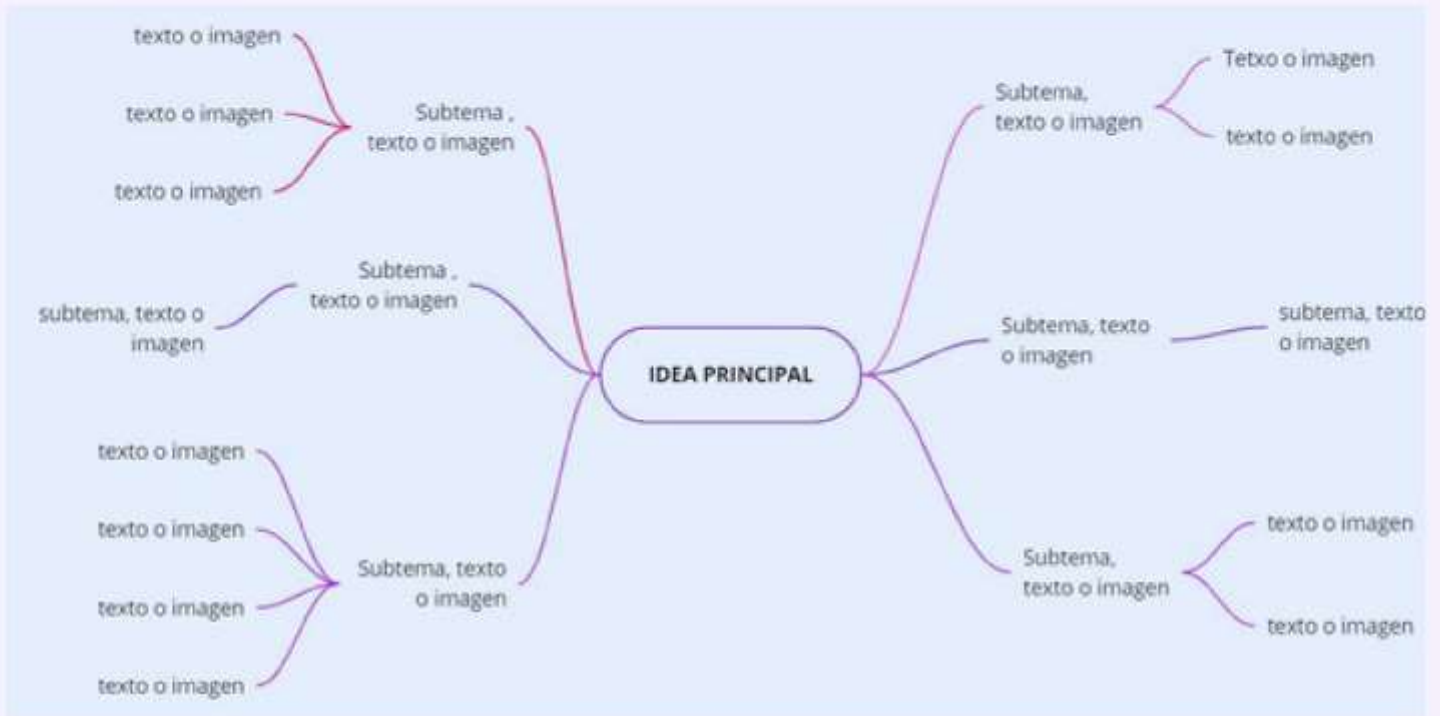 texto o imagen
texto o imagen
texto o imagen
Subtema ,
texto o imagen
Subtema ,
texto o imagen
subtema, texto o
imagen
texto o imagen
texto o imagen
texto o imagen
texto o imagen
Subtema, texto
o imagen
IDEA PRINCIPAL
Subtema,
texto o imagen
Tetxo o imagen
texto o imagen
Subtema, texto
o imagen
subtema, texto
o imagen
Subtema,
texto o imagen
texto o imagen
texto o imagen